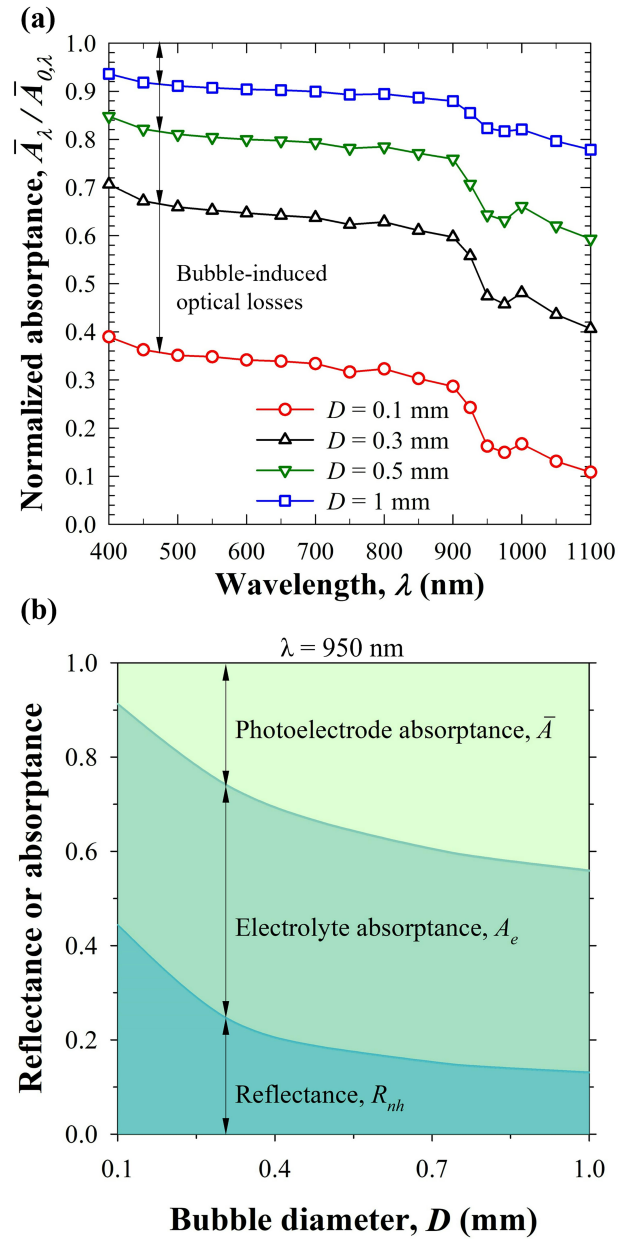 (a)
1.0
0.9
0.8
0.7
0.6
0.5
0.4
0.3
0.2
0.1
0.0
Normalized absorptance, A̅λ / A̅0,λ
Bubble-induced
optical losses
D = 0.1 mm
D = 0.3 mm
D = 0.5 mm
D = 1 mm
400 500 600 700 800 900 1000 1100
Wavelength, λ (nm)
(b)
λ = 950 nm
1.0
0.8
0.6
0.4
0.2
0.0
Reflectance or absorptance
Photoelectrode absorptance, A̅
Electrolyte absorptance, Ae
Reflectance, Rnh
0.1 0.4 0.7 1.0
Bubble diameter, D (mm)